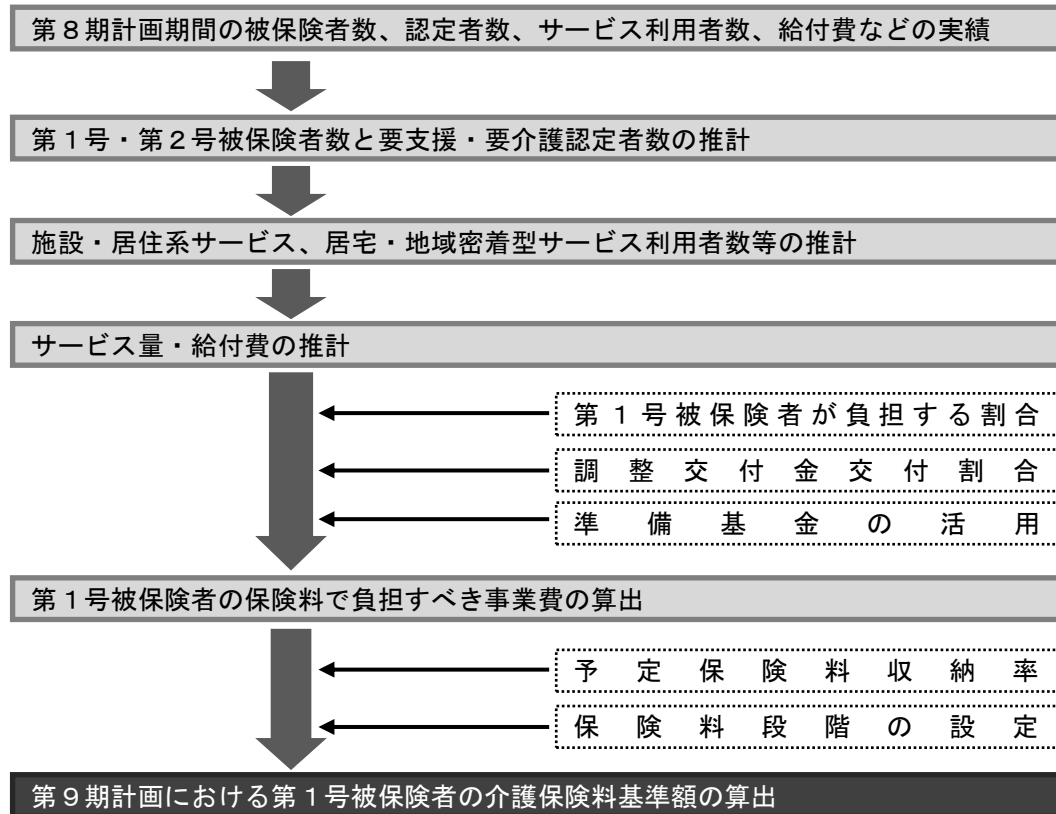 第８期計画期間の被保険者数、認定者数、サービス利用者数、給付費などの実績
第１号・第２号被保険者数と要支援・要介護認定者数の推計
施設・居住系サービス、居宅・地域密着型サービス利用者数等の推計
サービス量・給付費の推計
第１号被保険者が負担する割合
調整交付金交付割合
準備基金の活用
第１号被保険者の保険料で負担すべき事業費の算出
予定保険料収納率
保険料段階の設定
第９期計画における第１号被保険者の介護保険料基準額の算出